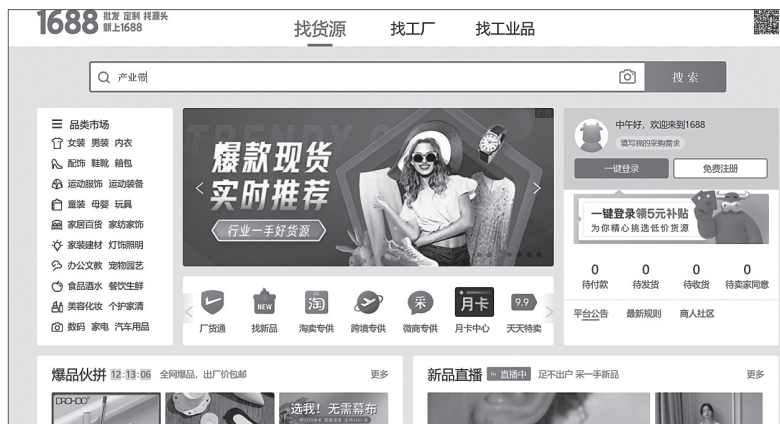 1688 批发 定制 找源头
就上1688
找货源 找工厂 找工业品
产业带
搜索
品类市场
女装 男装 内衣
配饰 鞋靴 箱包
运动服饰 运动装备
童装 母婴 玩具
家居百货 家纺家饰
家装建材 灯饰照明
办公文教 宠物园艺
食品酒水 餐饮生鲜
美容化妆 个护家清
数码 家电 汽车用品
爆款现货
实时推荐
行业一手好货源
中午好，欢迎来到1688
填写我的采购需求
一键登录 免费注册
一键登录领5元补贴
为你精心挑选低价货源
0 0 0 0
待付款 待发货 待收货 待卖家同意
平台公告 最新规则 商人社区
NEW 淘 采 月卡 9.9
厂货通 找新品 淘卖专供 跨境专供 微商专供 月卡中心 天天特卖
爆品伙拼 12:13:06 全网爆品，出厂价包邮 更多
新品直播 直播中 足不出户 采一手新品 更多
DAOHOO
选我！无需幕布